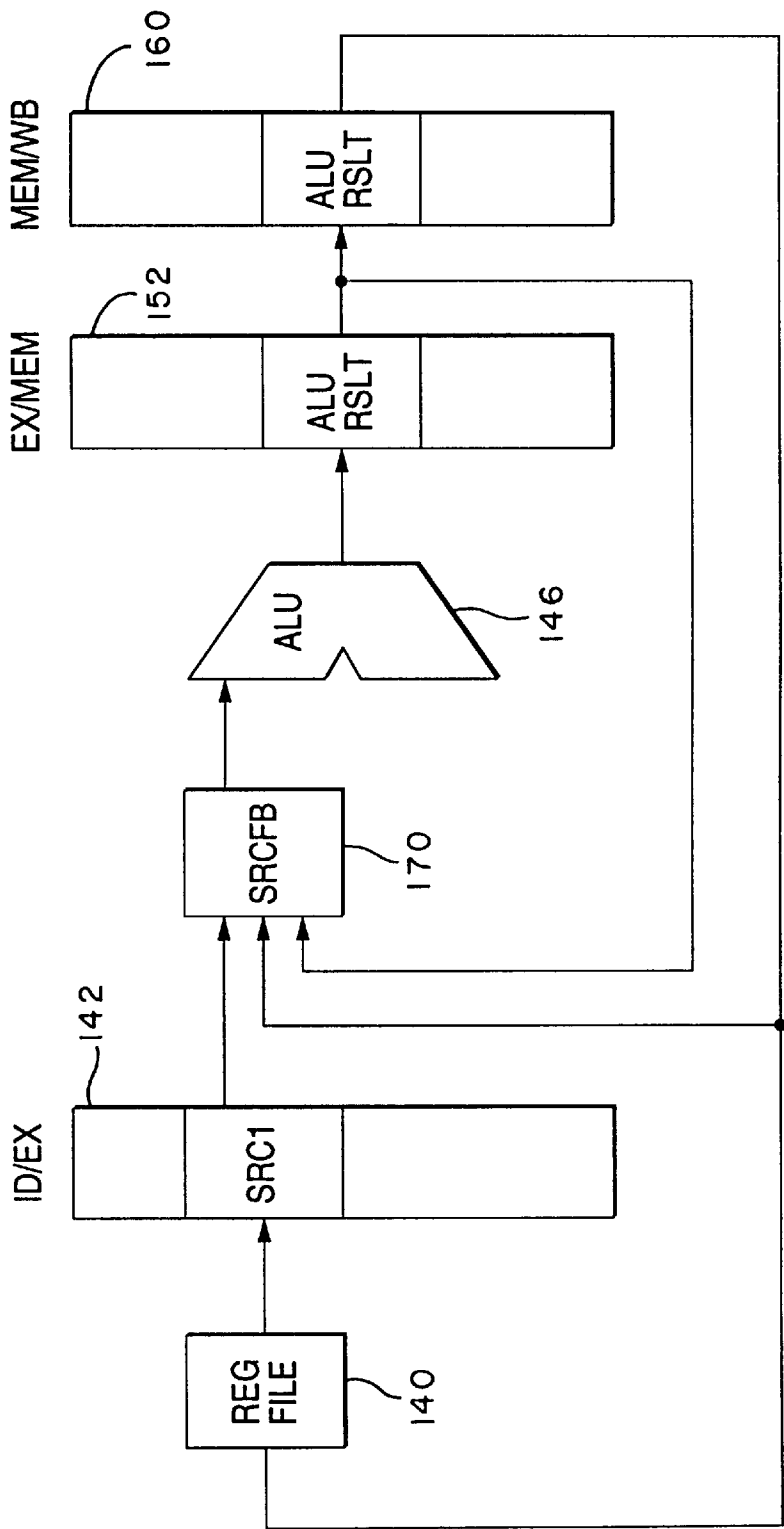 ID/EX
EX/MEM
MEM/WB
142
152
160
REG
FILE
140
SRC1
SRCFB
170
ALU
146
ALU
RSLT
ALU
RSLT